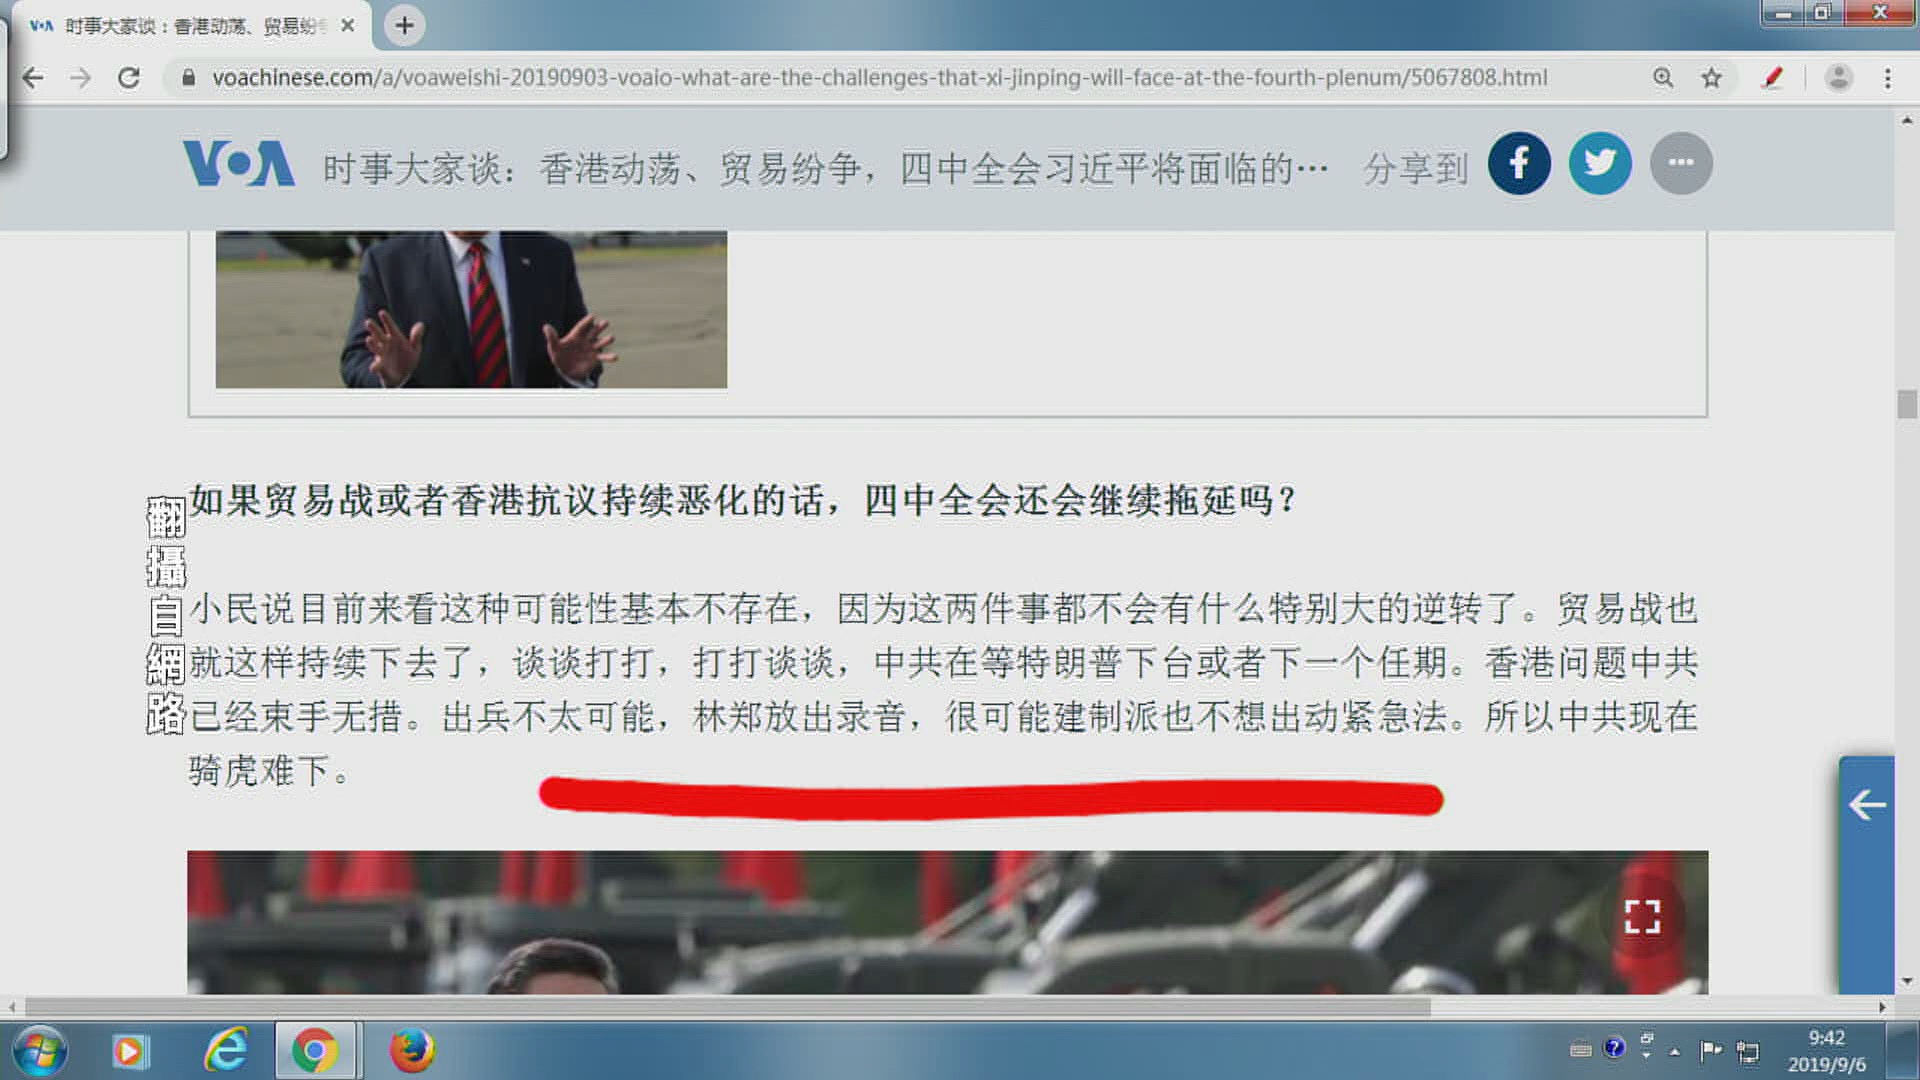 VOA 时事大家谈：香港动荡、贸易纷争
voachinese.com/a/voaweishi-20190903-voaio-what-are-the-challenges-that-xi-jinping-will-face-at-the-fourth-plenum/5067808.html
VOA 时事大家谈：香港动荡、贸易纷争，四中全会习近平将面临的… 分享到
如果贸易战或者香港抗议持续恶化的话，四中全会还会继续拖延吗？
翻攝自網路
小民说目前来看这种可能性基本不存在，因为这两件事都不会有什么特别大的逆转了。贸易战也
就这样持续下去了，谈谈打打，打打谈谈，中共在等特朗普下台或者下一个任期。香港问题中共
已经束手无措。出兵不太可能，林郑放出录音，很可能建制派也不想出动紧急法。所以中共现在
骑虎难下。
9:42
2019/9/6